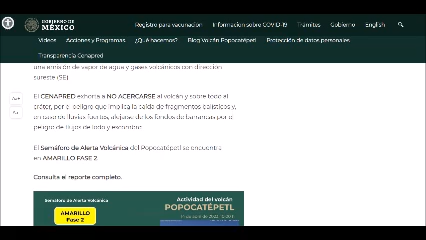 GOBIERNO DE
MÉXICO
Registro para vacunación
Información sobre COVID-19
Trámites
Gobierno
English
Videos
Acciones y Programas
¿Qué hacemos?
Blog Volcán Popocatépetl
Protección de datos personales
Transparencia Cenapred
una emisión de vapor de agua y gases volcánicos con dirección
sureste (SE).
El CENAPRED exhorta a NO ACERCARSE al volcán y sobre todo al
cráter, por el peligro que implica la caída de fragmentos balísticos y,
en caso de lluvias fuertes, alejarse de los fondos de barrancas por el
peligro de flujos de lodo y escombro.
El Semáforo de Alerta Volcánica del Popocatépetl se encuentra
en AMARILLO FASE 2.
Consulta el reporte completo.
Semáforo de Alerta Volcánica
AMARILLO
Fase 2
Actividad del volcán
POPOCATÉPETL